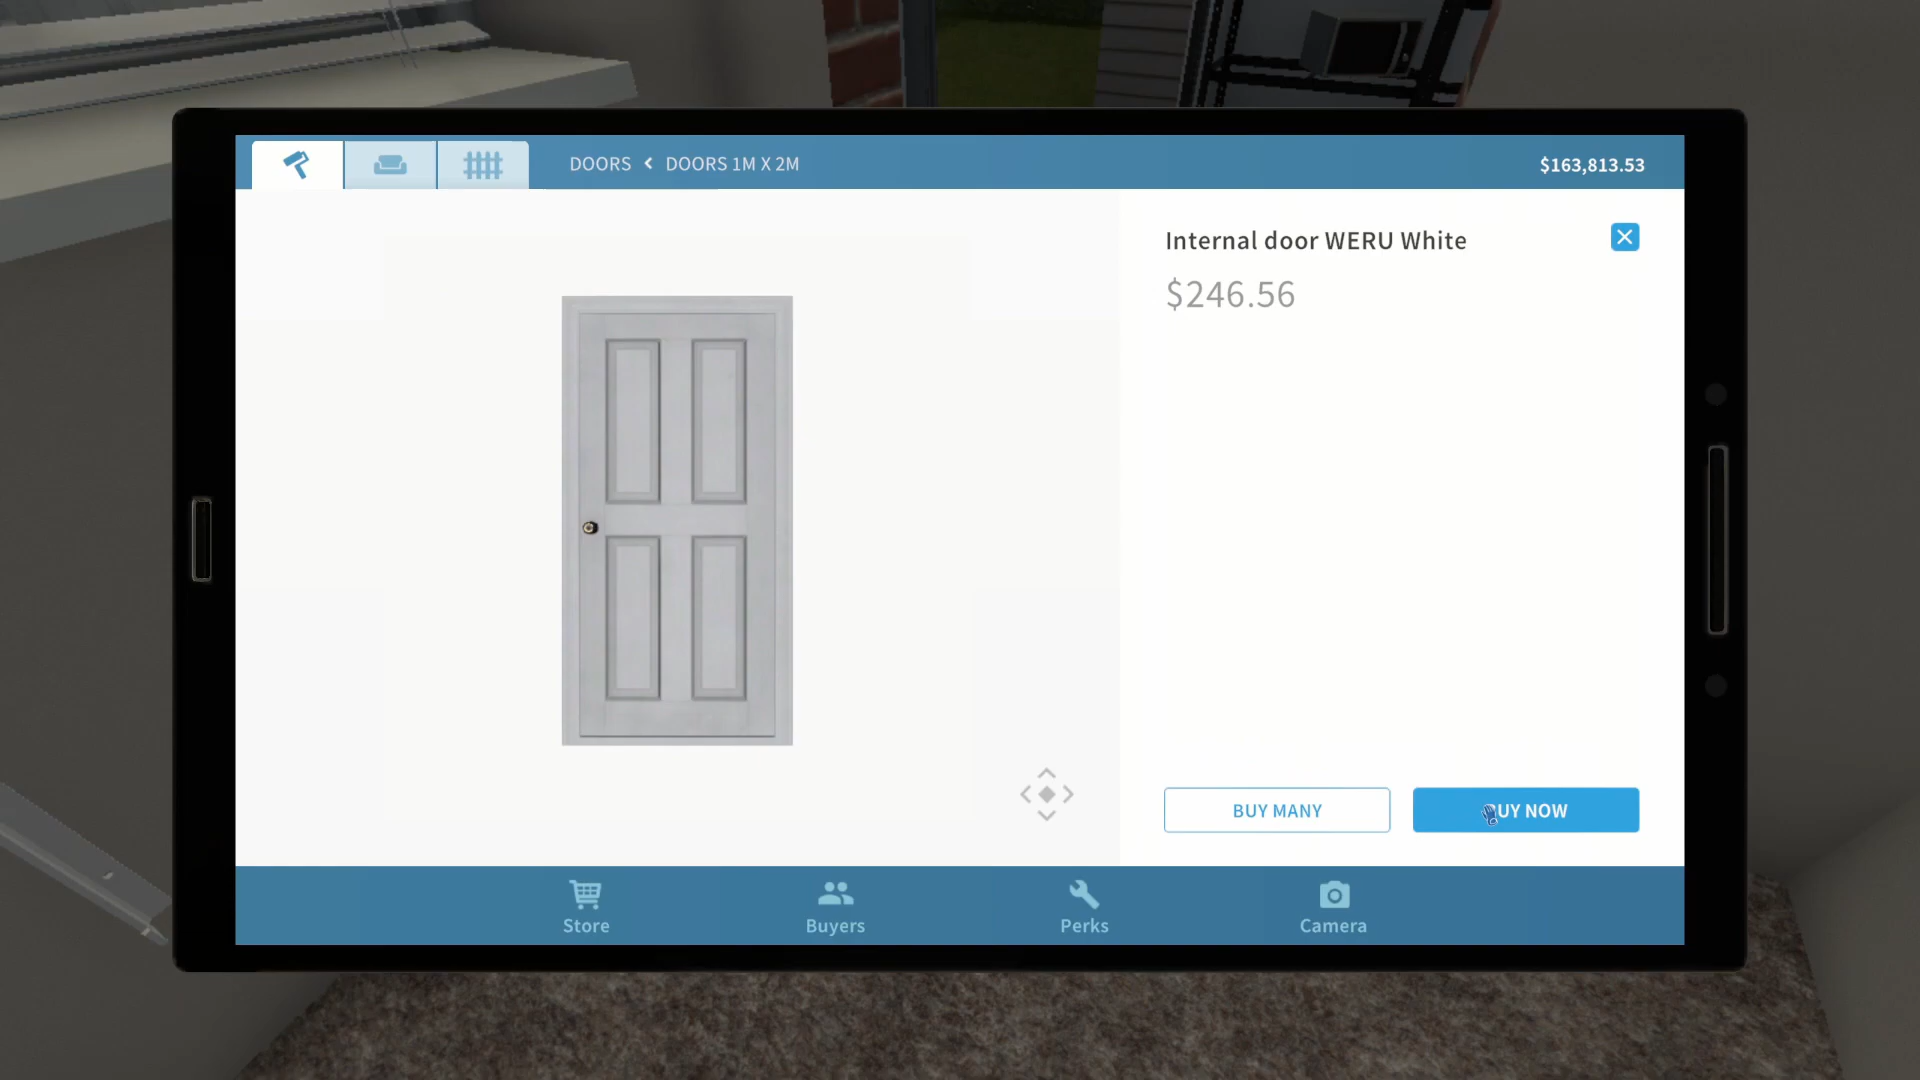 DOORS < DOORS 1M X 2M
$163,813.53
Internal door WERU White
$246.56
BUY MANY
BUY NOW
Store
Buyers
Perks
Camera